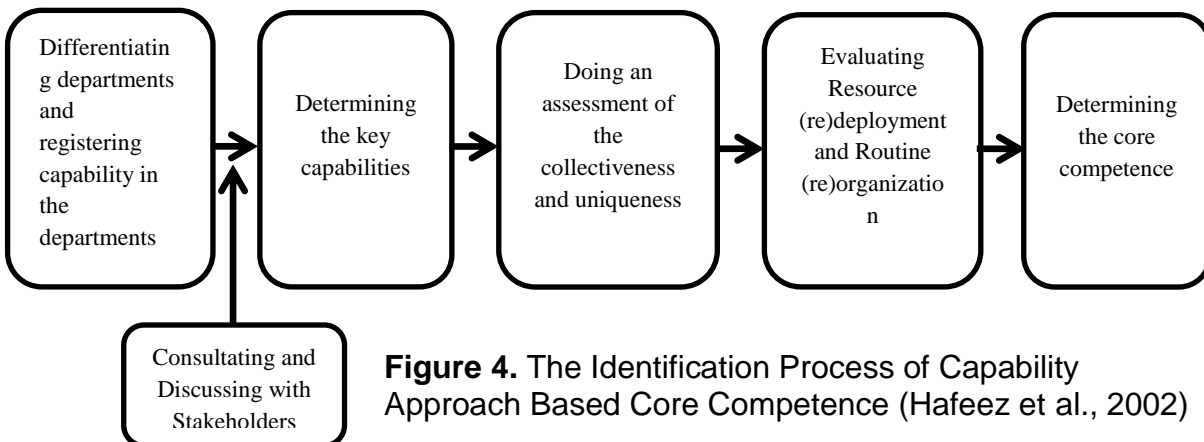 Differentiatin
g departments
and
registering
capability in
the
departments
Determining
the key
capabilities
Doing an
assessment of
the
collectiveness
and uniqueness
Evaluating
Resource
(re)deployment
and Routine
(re)organizatio
n
Determining
the core
competence
Consultating and
Discussing with
Stakeholders
Figure 4. The Identification Process of Capability
Approach Based Core Competence (Hafeez et al., 2002)